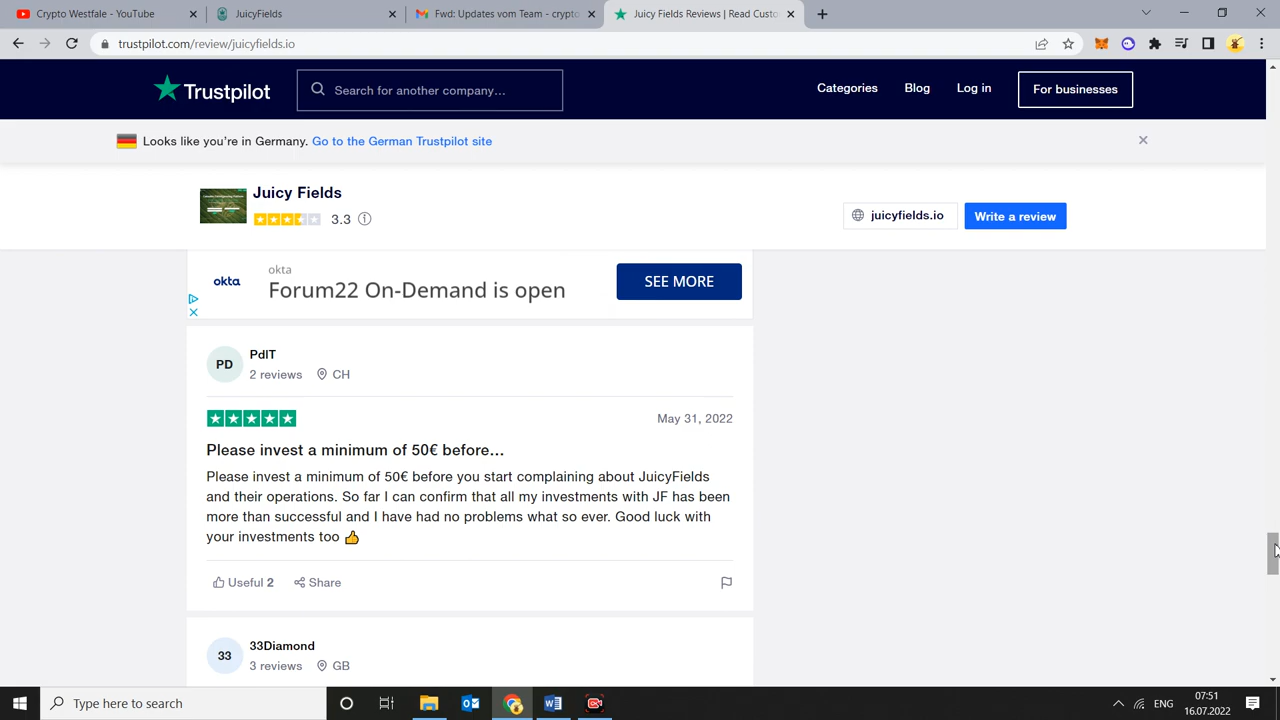 Crypto Westfale - YouTube
JuicyFields
Fwd: Updates vom Team - crypto
Juicy Fields Reviews | Read Custo
trustpilot.com/review/juicyfields.io
Trustpilot
Search for another company…
Categories
Blog
Log in
For businesses
Looks like you're in Germany. Go to the German Trustpilot site
Juicy Fields
3.3
juicyfields.io
Write a review
okta
okta
Forum22 On-Demand is open
SEE MORE
PD
PdIT
2 reviews CH
May 31, 2022
Please invest a minimum of 50€ before…
Please invest a minimum of 50€ before you start complaining about JuicyFields
and their operations. So far I can confirm that all my investments with JF has been
more than successful and I have had no problems what so ever. Good luck with
your investments too 👍
Useful 2 Share
33
33Diamond
3 reviews GB
Type here to search
ENG
07:51
16.07.2022